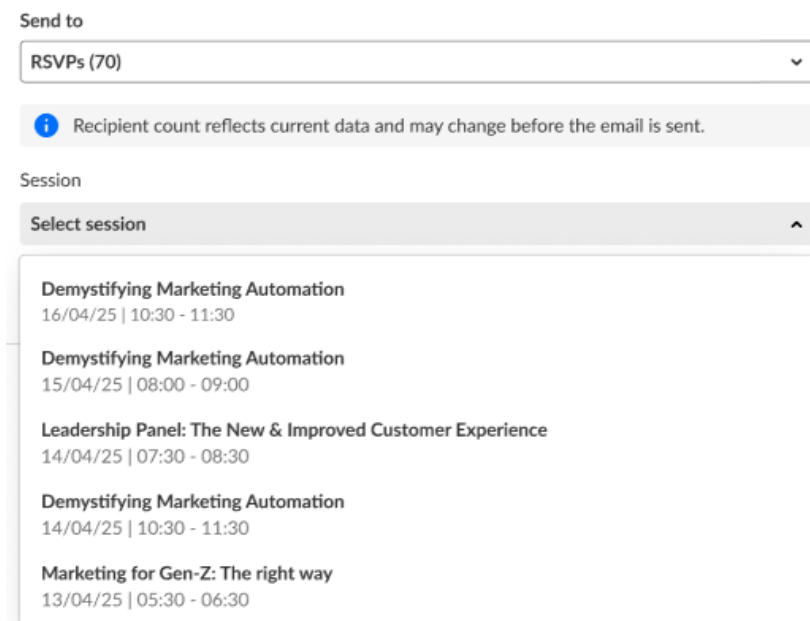 Send to
RSVPs (70)
Recipient count reflects current data and may change before the email is sent.
Session
Select session
Demystifying Marketing Automation
16/04/25 | 10:30 - 11:30
Demystifying Marketing Automation
15/04/25 | 08:00 - 09:00
Leadership Panel: The New & Improved Customer Experience
14/04/25 | 07:30 - 08:30
Demystifying Marketing Automation
14/04/25 | 10:30 - 11:30
Marketing for Gen-Z: The right way
13/04/25 | 05:30 - 06:30